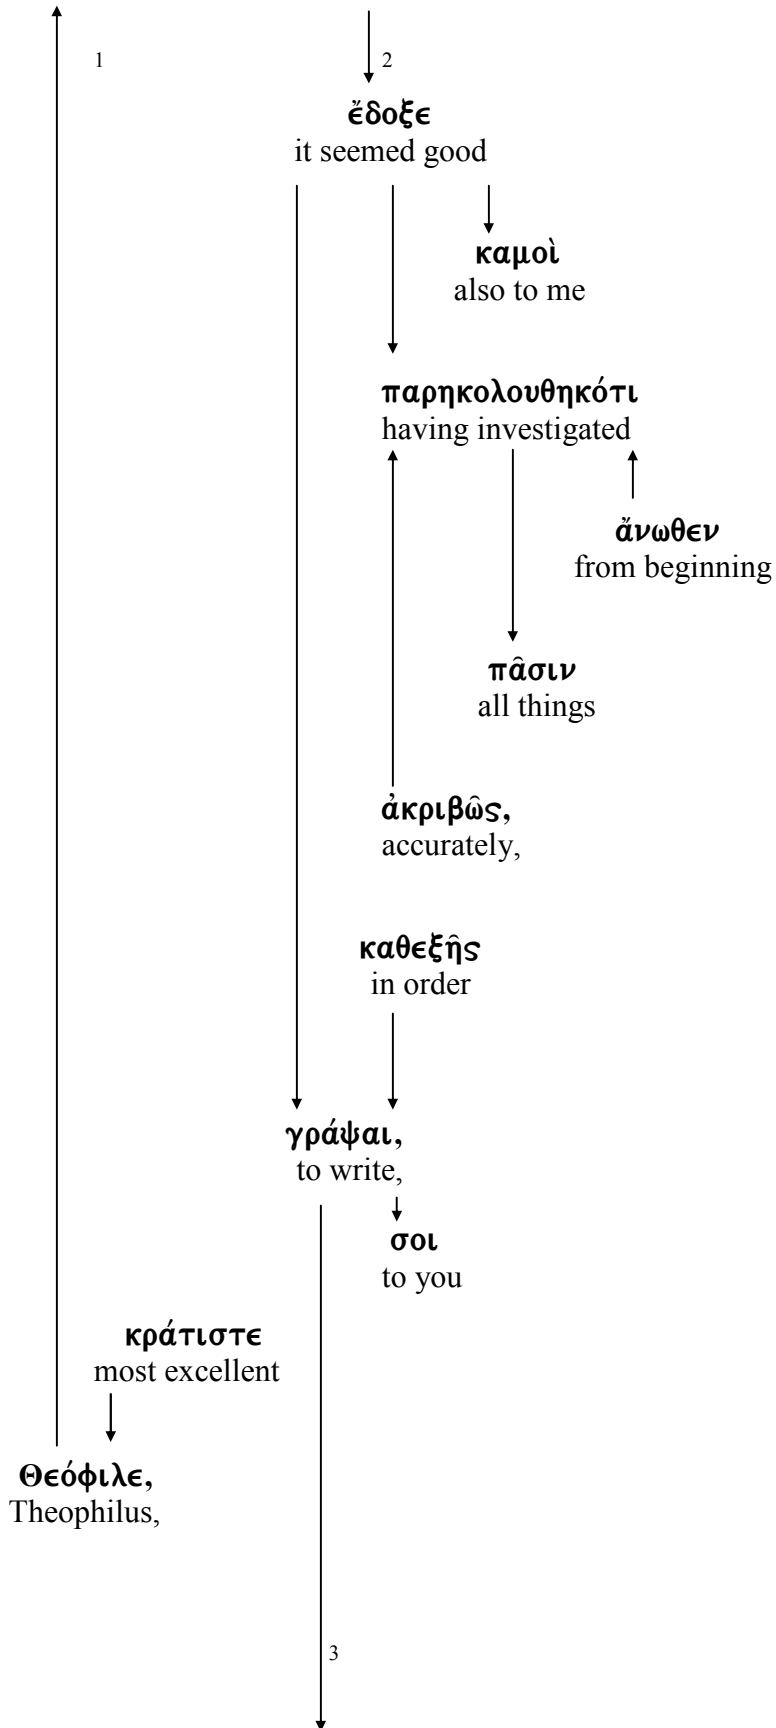 1
2
ἔδοξε
it seemed good
καμοὶ
also to me
παρηκολουθηκότι
having investigated
ἄνωθεν
from beginning
πᾶσιν
all things
ἀκριβῶς,
accurately,
καθεξῆς
in order
γράψαι,
to write,
σοι
to you
κράτιστε
most excellent
Θεόφιλε,
Theophilus,
3